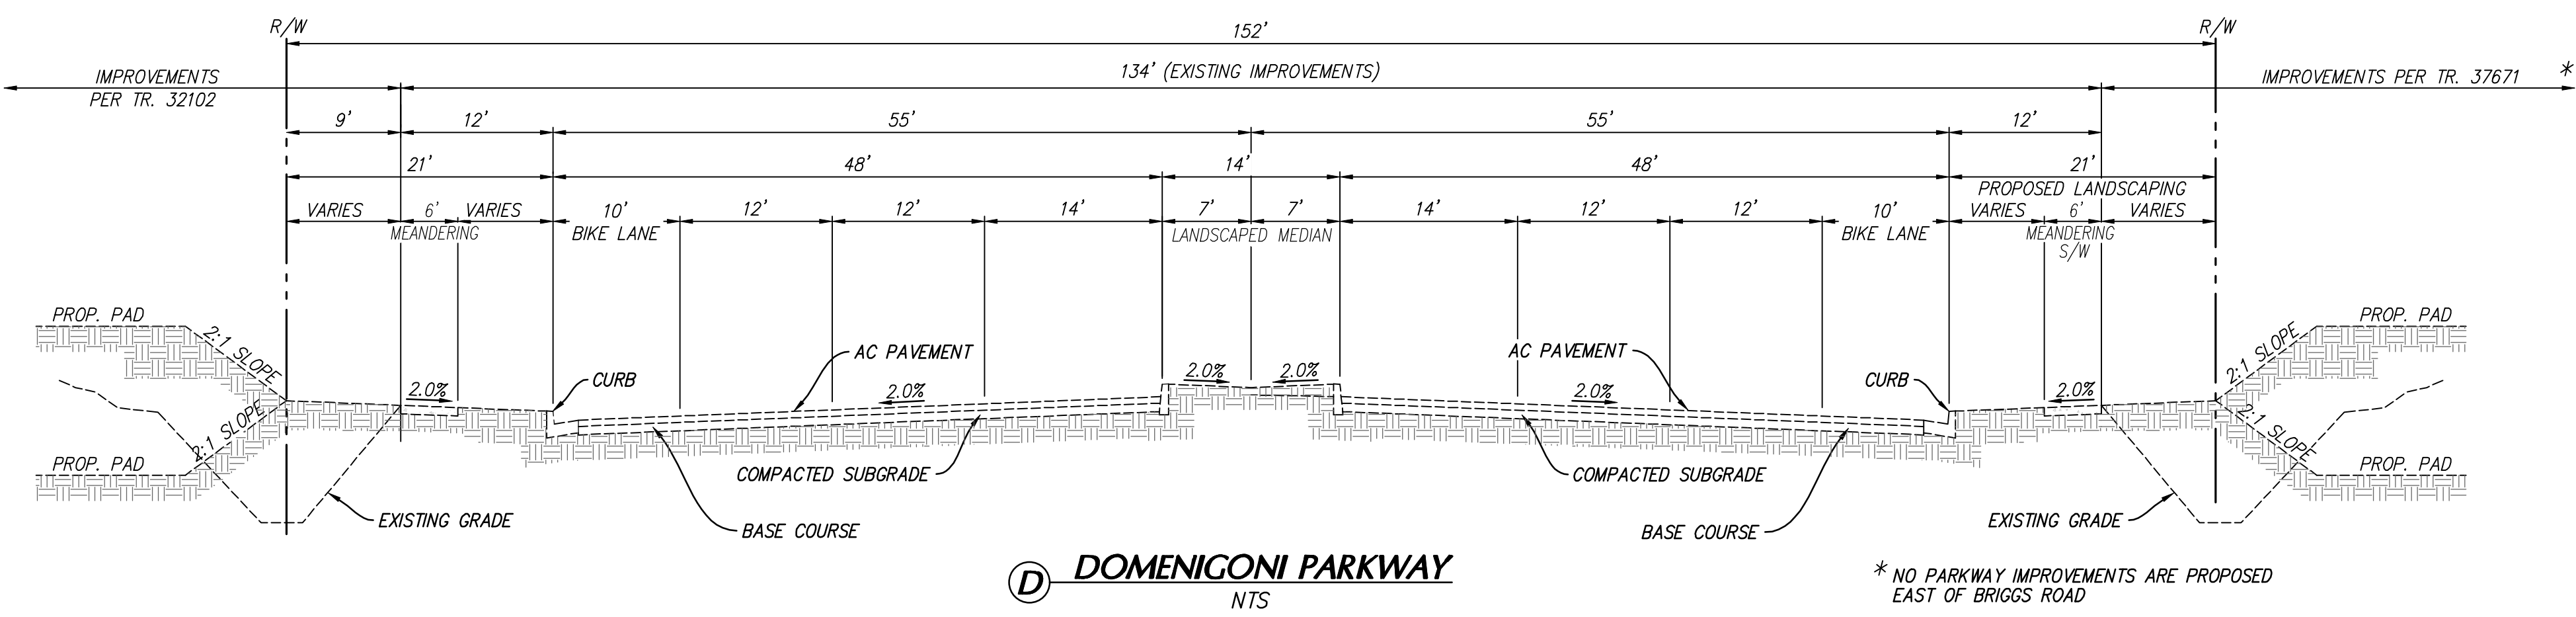 R/W
152'
R/W
IMPROVEMENTS
PER TR. 32102
134' (EXISTING IMPROVEMENTS)
IMPROVEMENTS PER TR. 37671 *
9' 12' 55' 55' 12'
21' 48' 14' 48' 21'
PROPOSED LANDSCAPING
VARIES 6' VARIES 10' 12' 12' 14' 7' 7' 14' 12' 12' 10' VARIES 6' VARIES
MEANDERING BIKE LANE LANDSCAPED MEDIAN BIKE LANE MEANDERING
S/W
PROP. PAD
2:1 SLOPE
2:1 SLOPE
PROP. PAD
EXISTING GRADE
2.0%
CURB
AC PAVEMENT
2.0%
COMPACTED SUBGRADE
BASE COURSE
2.0% 2.0%
AC PAVEMENT
2.0%
COMPACTED SUBGRADE
BASE COURSE
CURB
2.0%
EXISTING GRADE
2:1 SLOPE
2:1 SLOPE
PROP. PAD
PROP. PAD
D DOMENIGONI PARKWAY
NTS
* NO PARKWAY IMPROVEMENTS ARE PROPOSED
EAST OF BRIGGS ROAD